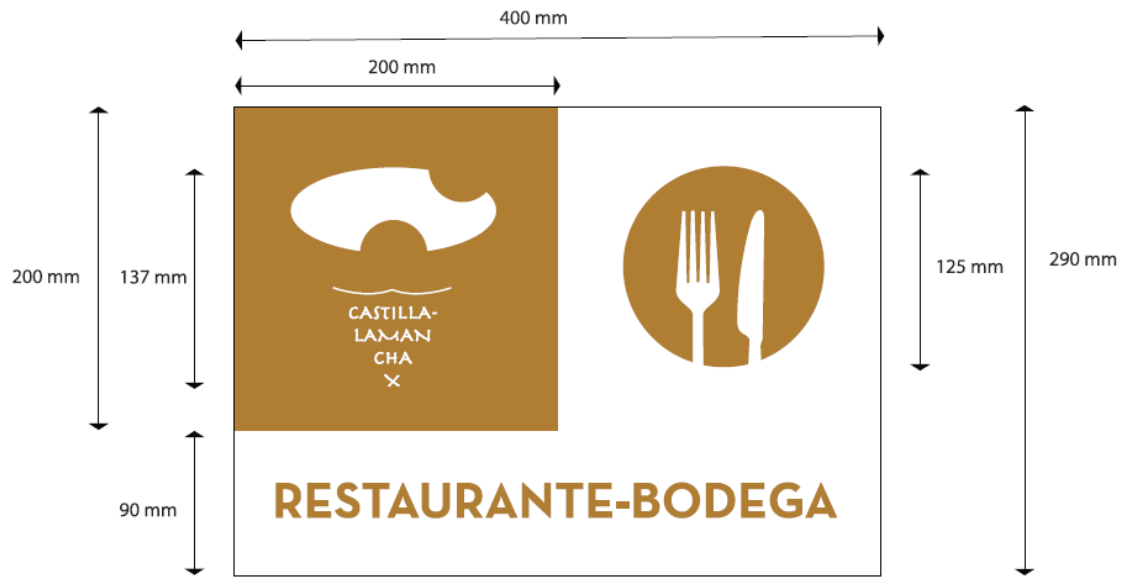 400 mm
200 mm
200 mm
137 mm
125 mm
290 mm
CASTILLA-
LAMAN
CHA
X
90 mm
RESTAURANTE-BODEGA